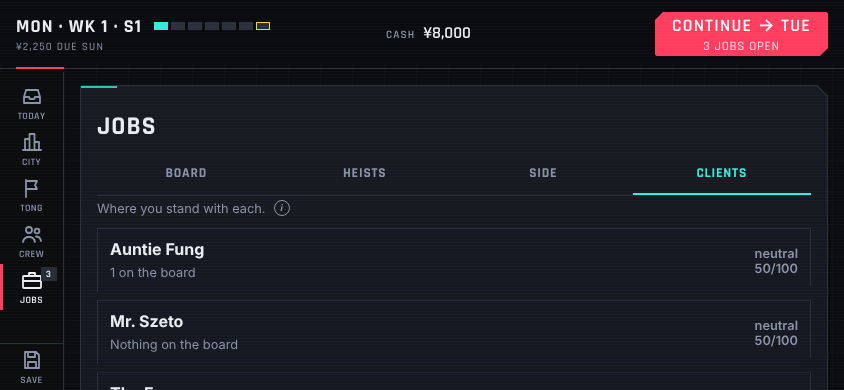 MON · WK 1 · S1
¥2,250 DUE SUN
CASH ¥8,000
CONTINUE → TUE
3 JOBS OPEN
TODAY
CITY
TONG
CREW
3
JOBS
SAVE
JOBS
BOARD HEISTS SIDE CLIENTS
Where you stand with each. i
Auntie Fung
1 on the board
neutral
50/100
Mr. Szeto
Nothing on the board
neutral
50/100